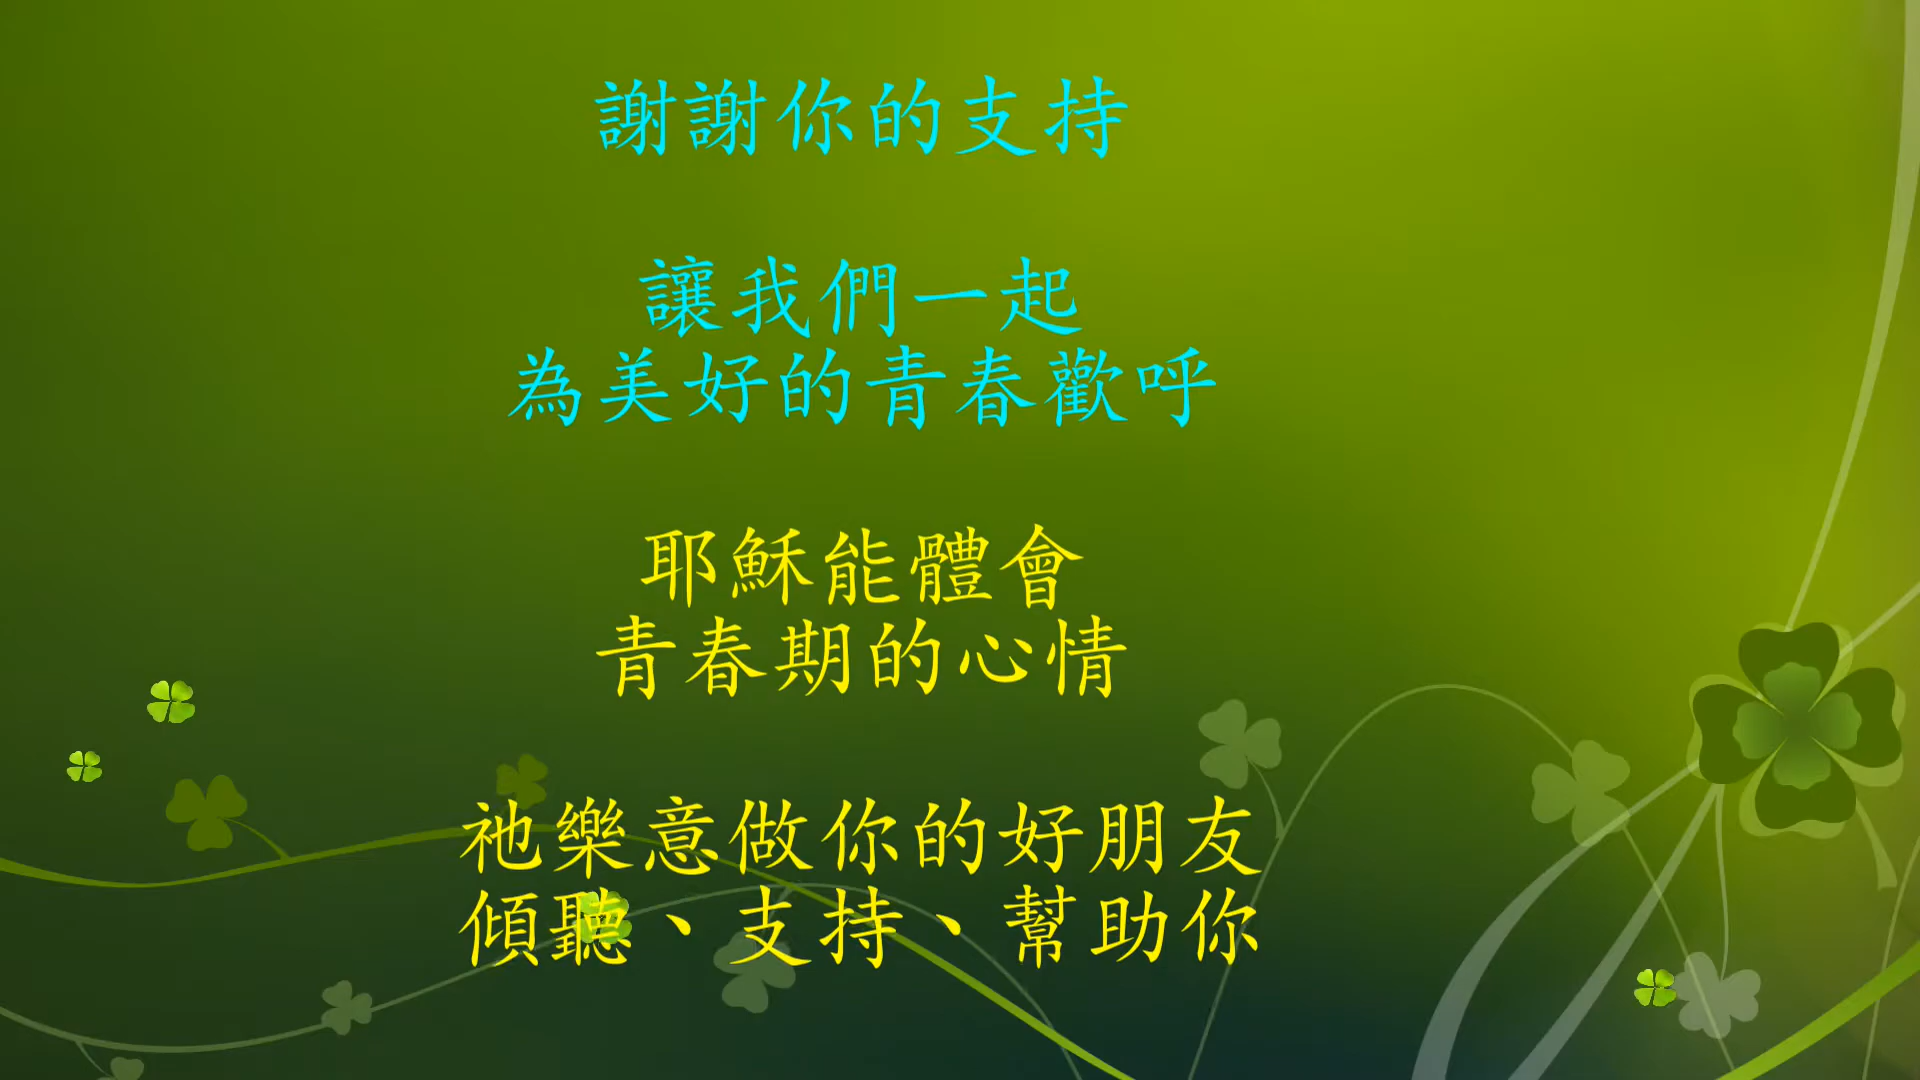 謝謝你的支持
讓我們一起
為美好的青春歡呼
耶穌能體會
青春期的心情
祂樂意做你的好朋友
傾聽、支持、幫助你